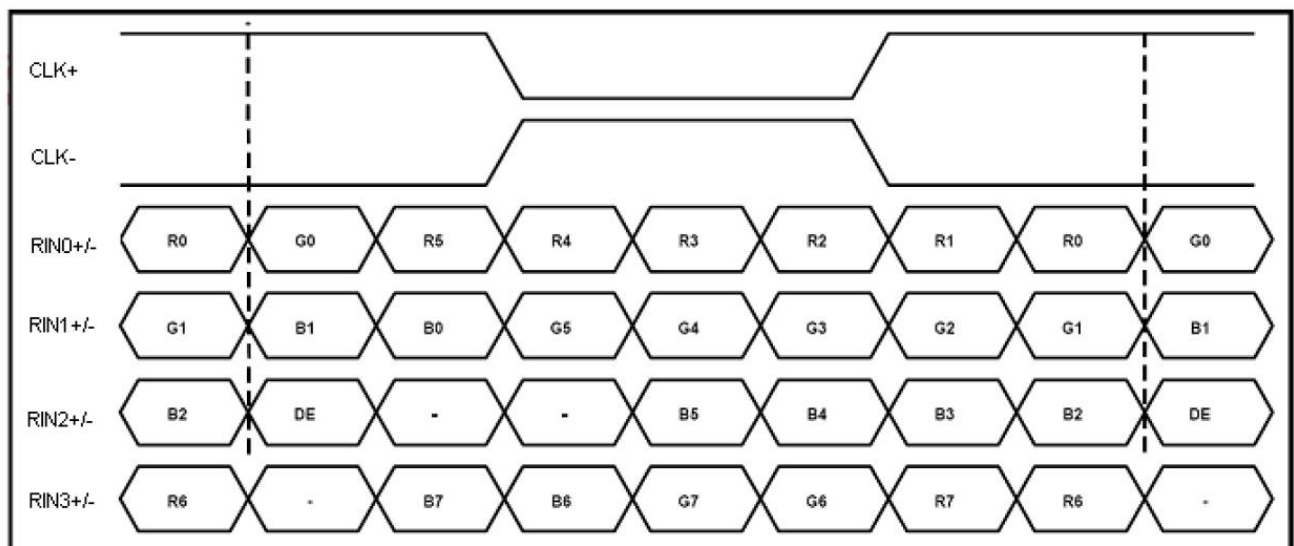 CLK+
CLK-
RIN0+/- R0 G0 R5 R4 R3 R2 R1 R0 G0
RIN1+/- G1 B1 B0 G5 G4 G3 G2 G1 B1
RIN2+/- B2 DE - - B5 B4 B3 B2 DE
RIN3+/- R6 - B7 B6 G7 G6 R7 R6 -